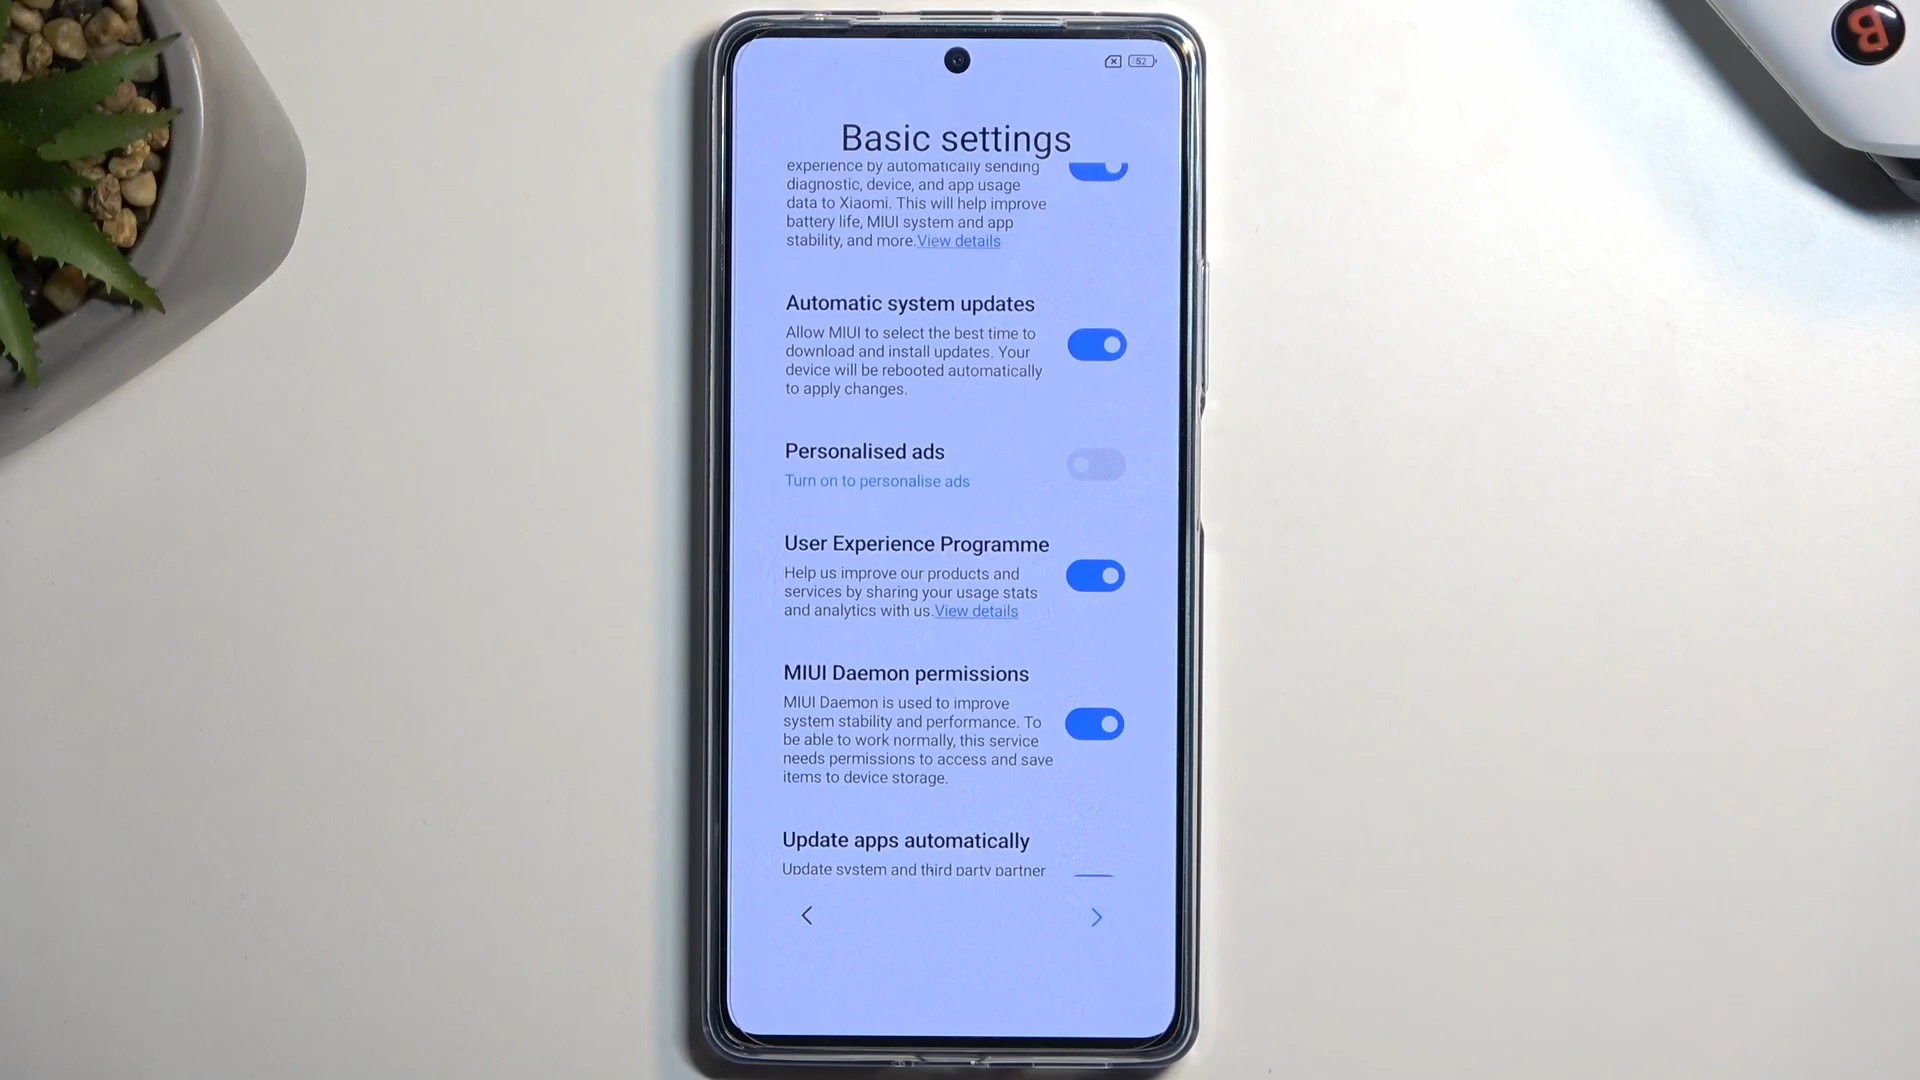 52
Basic settings
experience by automatically sending
diagnostic, device, and app usage
data to Xiaomi. This will help improve
battery life, MIUI system and app
stability, and more.View details
Automatic system updates
Allow MIUI to select the best time to
download and install updates. Your
device will be rebooted automatically
to apply changes.
Personalised ads
Turn on to personalise ads
User Experience Programme
Help us improve our products and
services by sharing your usage stats
and analytics with us.View details
MIUI Daemon permissions
MIUI Daemon is used to improve
system stability and performance. To
be able to work normally, this service
needs permissions to access and save
items to device storage.
Update apps automatically
Update system and third party partner
B